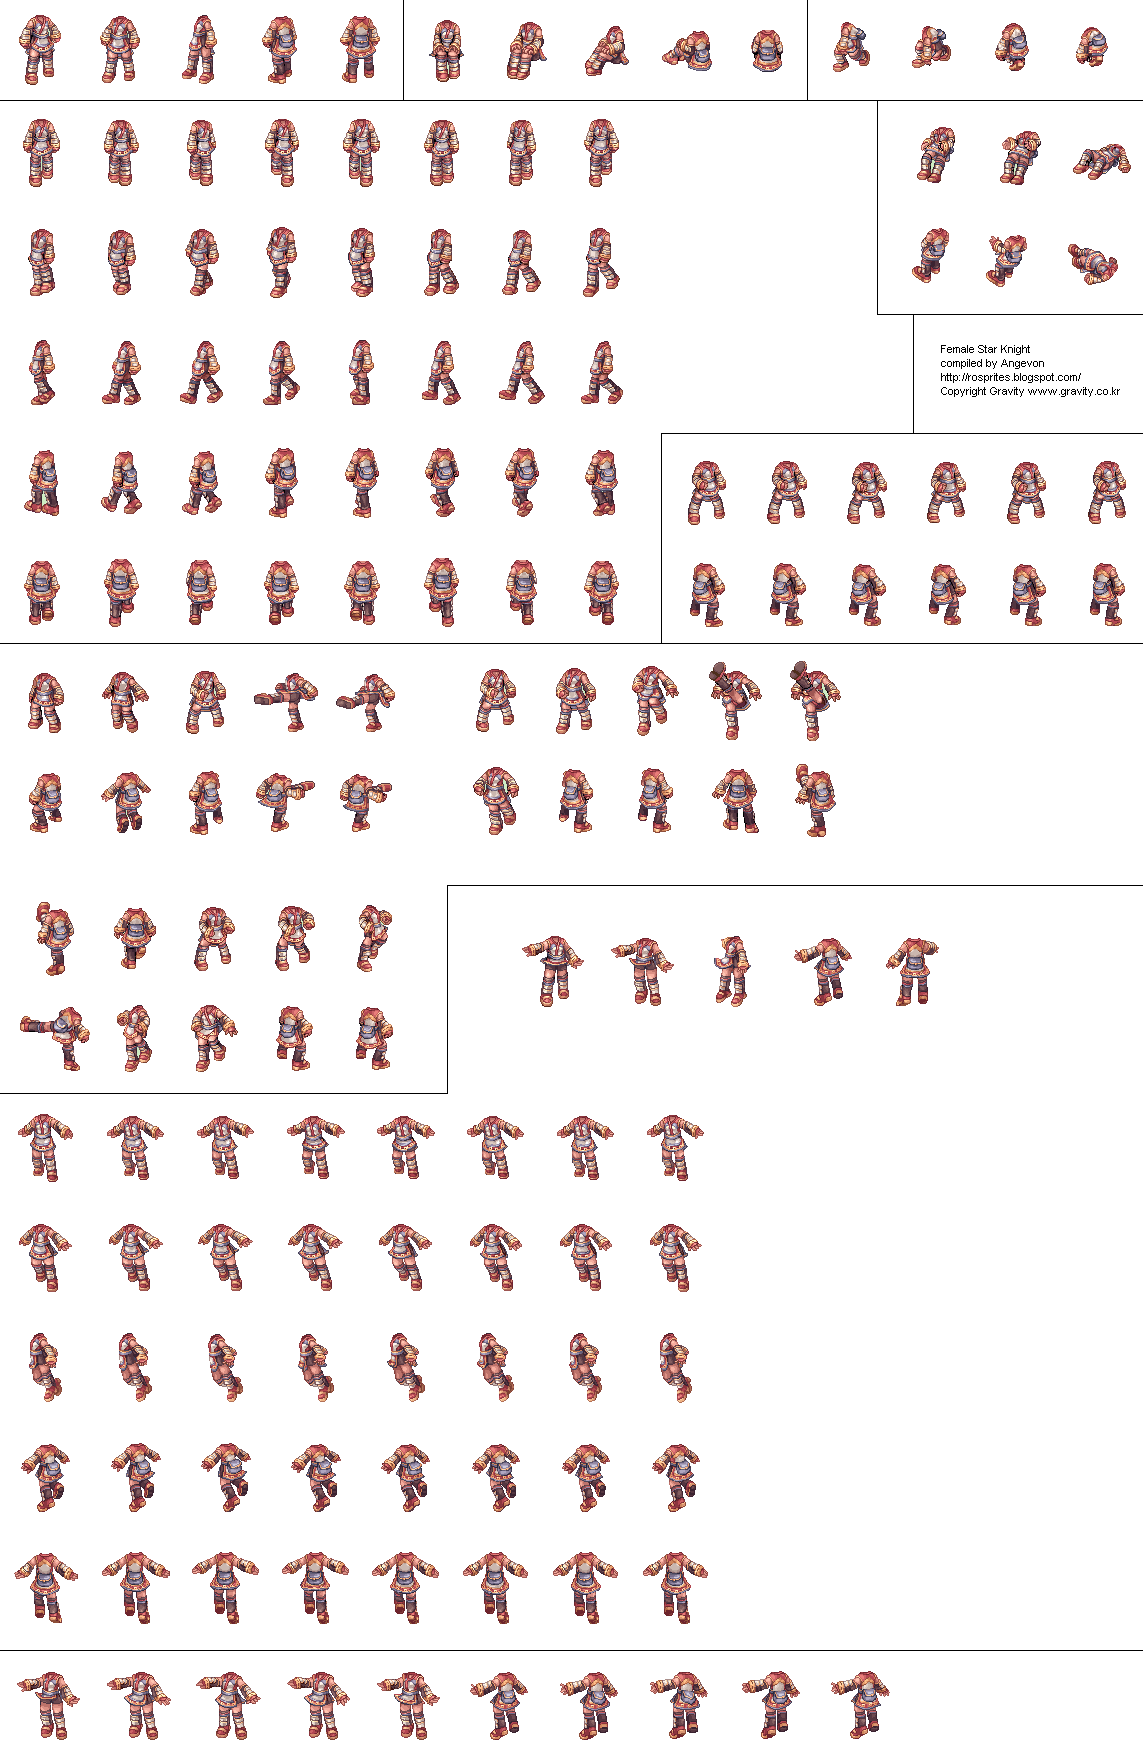 Female Star Knight
compiled by Angevon
http://rosprites.blogspot.com/
Copyright Gravity www.gravity.co.kr